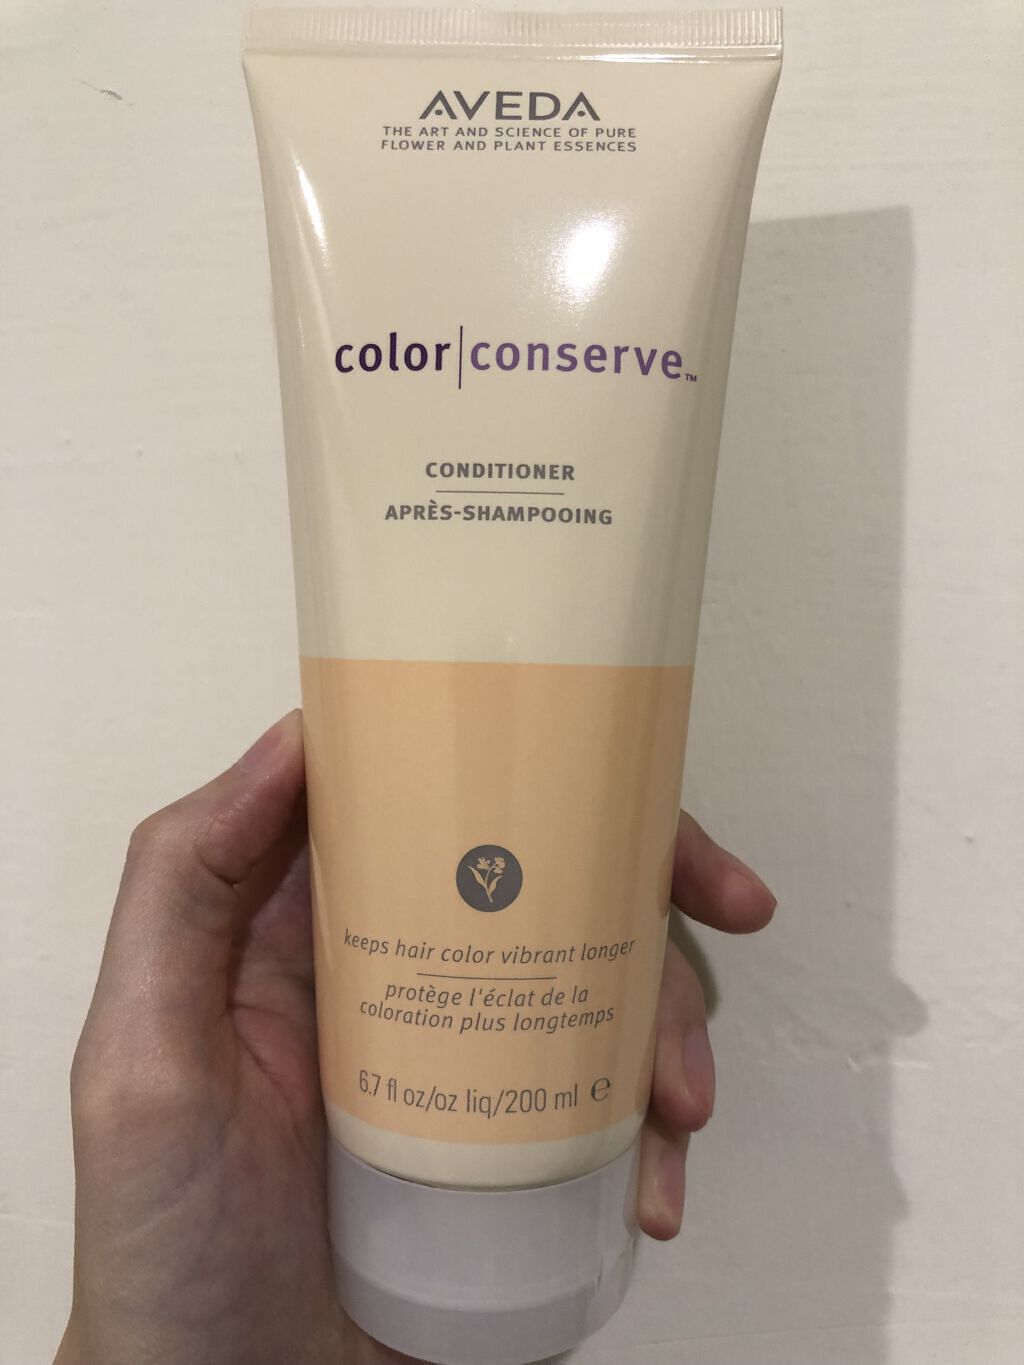 AVEDA
THE ART AND SCIENCE OF PURE
FLOWER AND PLANT ESSENCES
color|conserve™
CONDITIONER
APRÈS-SHAMPOOING
keeps hair color vibrant longer
protège l'éclat de la
coloration plus longtemps
6.7 fl oz/oz liq/200 ml ℮